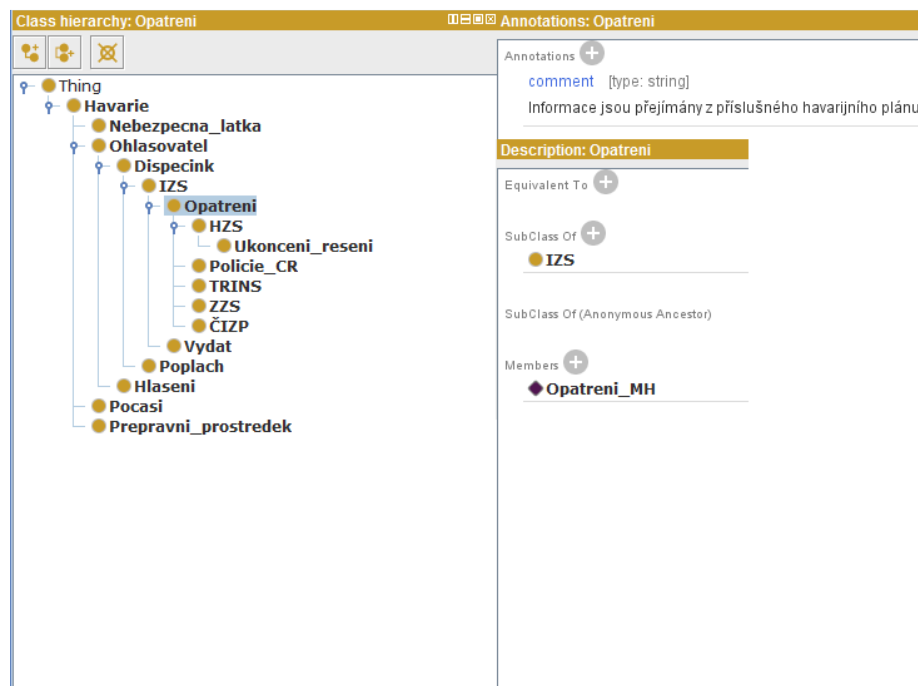 Class hierarchy: Opatreni
Thing
Havarie
Nebezpecna_latka
Ohlasovatel
Dispecink
IZS
Opatreni
HZS
Ukonceni_reseni
Policie_CR
TRINS
ZZS
ČIZP
Vydat
Poplach
Hlaseni
Pocasi
Prepravni_prostredek
Annotations: Opatreni
Annotations
comment [type: string]
Informace jsou přejímány z příslušného havarijního plánu
Description: Opatreni
Equivalent To
SubClass Of
IZS
SubClass Of (Anonymous Ancestor)
Members
Opatreni_MH